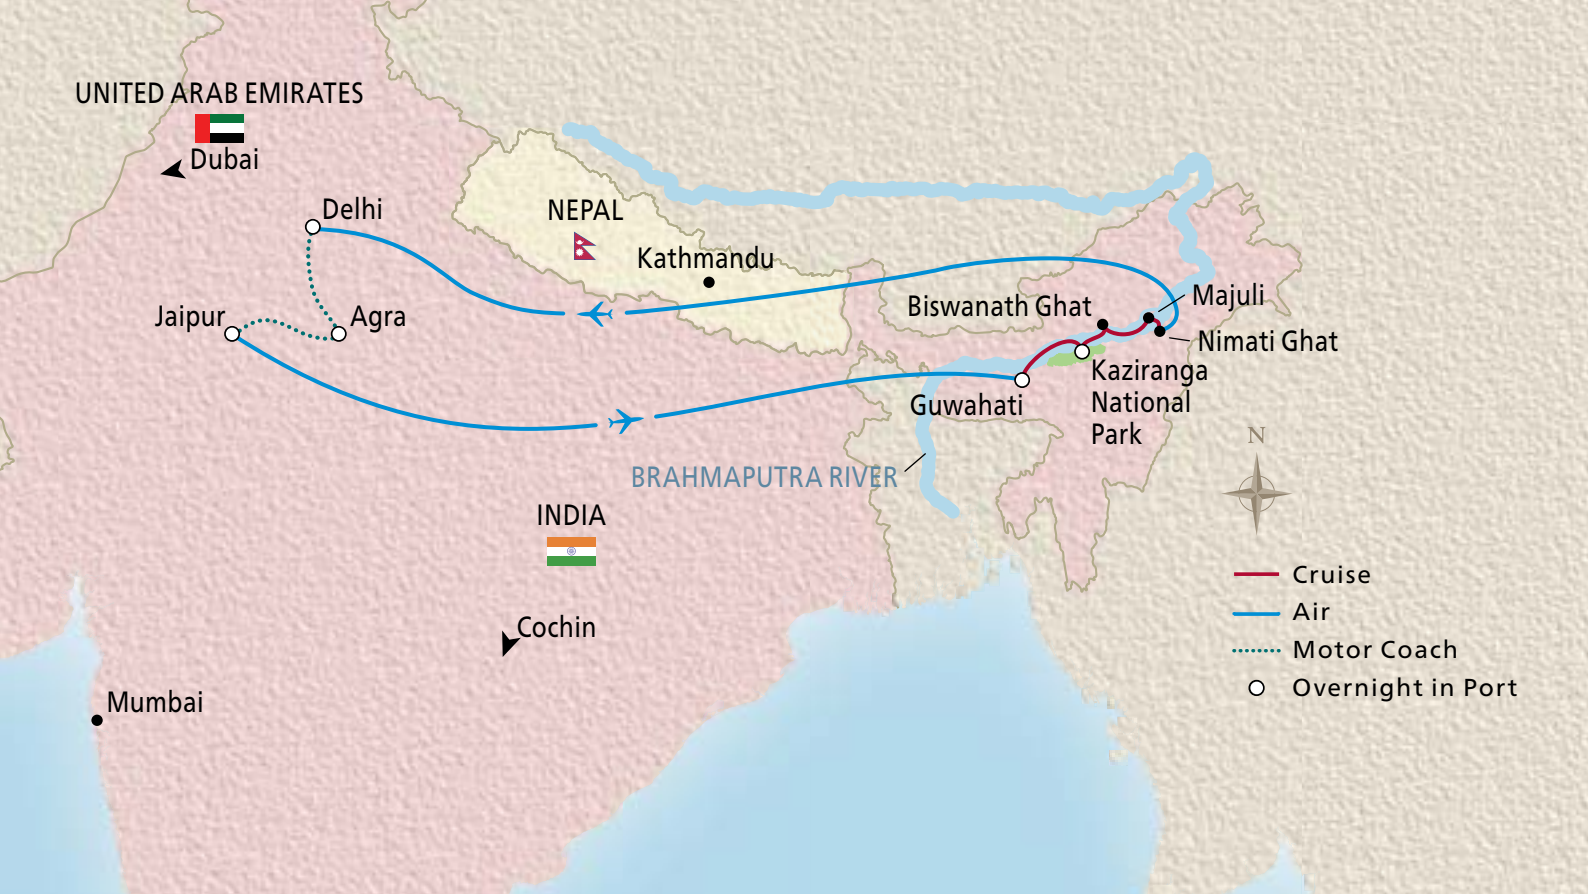 UNITED ARAB EMIRATES
Dubai
Delhi
NEPAL
Kathmandu
Jaipur
Agra
Biswanath Ghat
Majuli
Nimati Ghat
Kaziranga
National
Park
Guwahati
BRAHMAPUTRA RIVER
N
INDIA
Cochin
Mumbai
Cruise
Air
Motor Coach
Overnight in Port